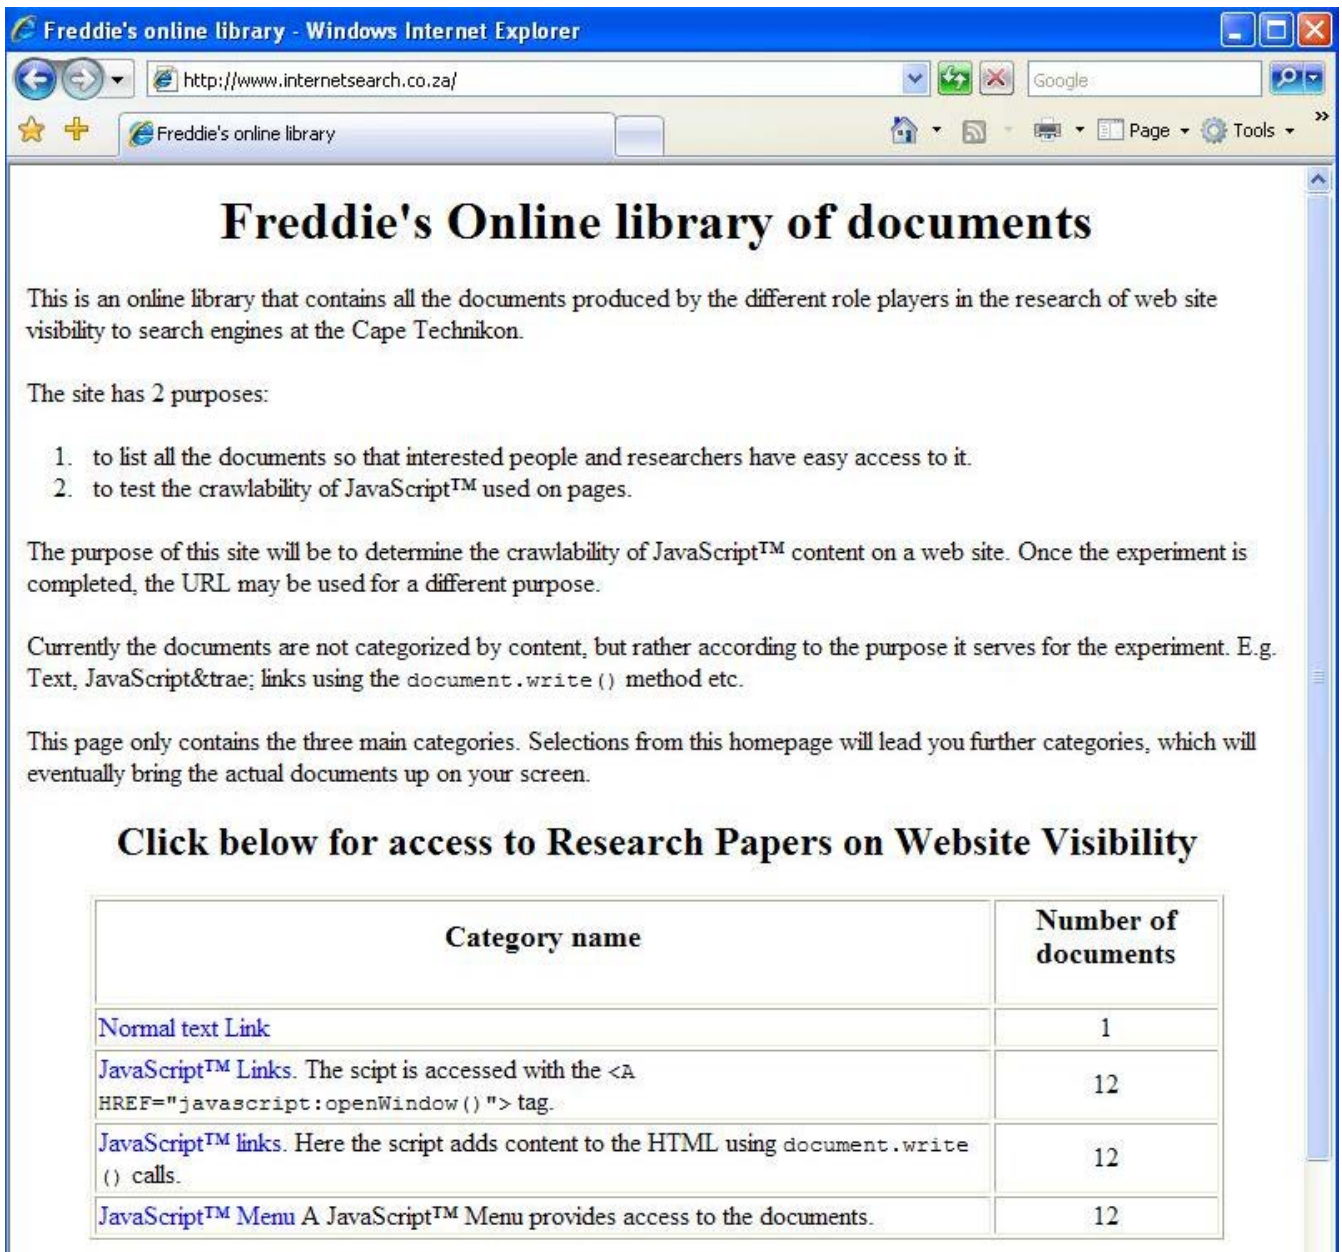 Freddie's online library - Windows Internet Explorer
http://www.internetsearch.co.za/
Google
Freddie's online library
Page
Tools
»
Freddie's Online library of documents
This is an online library that contains all the documents produced by the different role players in the research of web site
visibility to search engines at the Cape Technikon.
The site has 2 purposes:
1. to list all the documents so that interested people and researchers have easy access to it.
2. to test the crawlability of JavaScript™ used on pages.
The purpose of this site will be to determine the crawlability of JavaScript™ content on a web site. Once the experiment is
completed, the URL may be used for a different purpose.
Currently the documents are not categorized by content, but rather according to the purpose it serves for the experiment. E.g.
Text, JavaScript&trae; links using the document.write() method etc.
This page only contains the three main categories. Selections from this homepage will lead you further categories, which will
eventually bring the actual documents up on your screen.
Click below for access to Research Papers on Website Visibility
Category name
Number of
documents
Normal text Link
1
JavaScript™ Links. The scipt is accessed with the <A
HREF="javascript:openWindow()"> tag.
12
JavaScript™ links. Here the script adds content to the HTML using document.write
() calls.
12
JavaScript™ Menu A JavaScript™ Menu provides access to the documents.
12